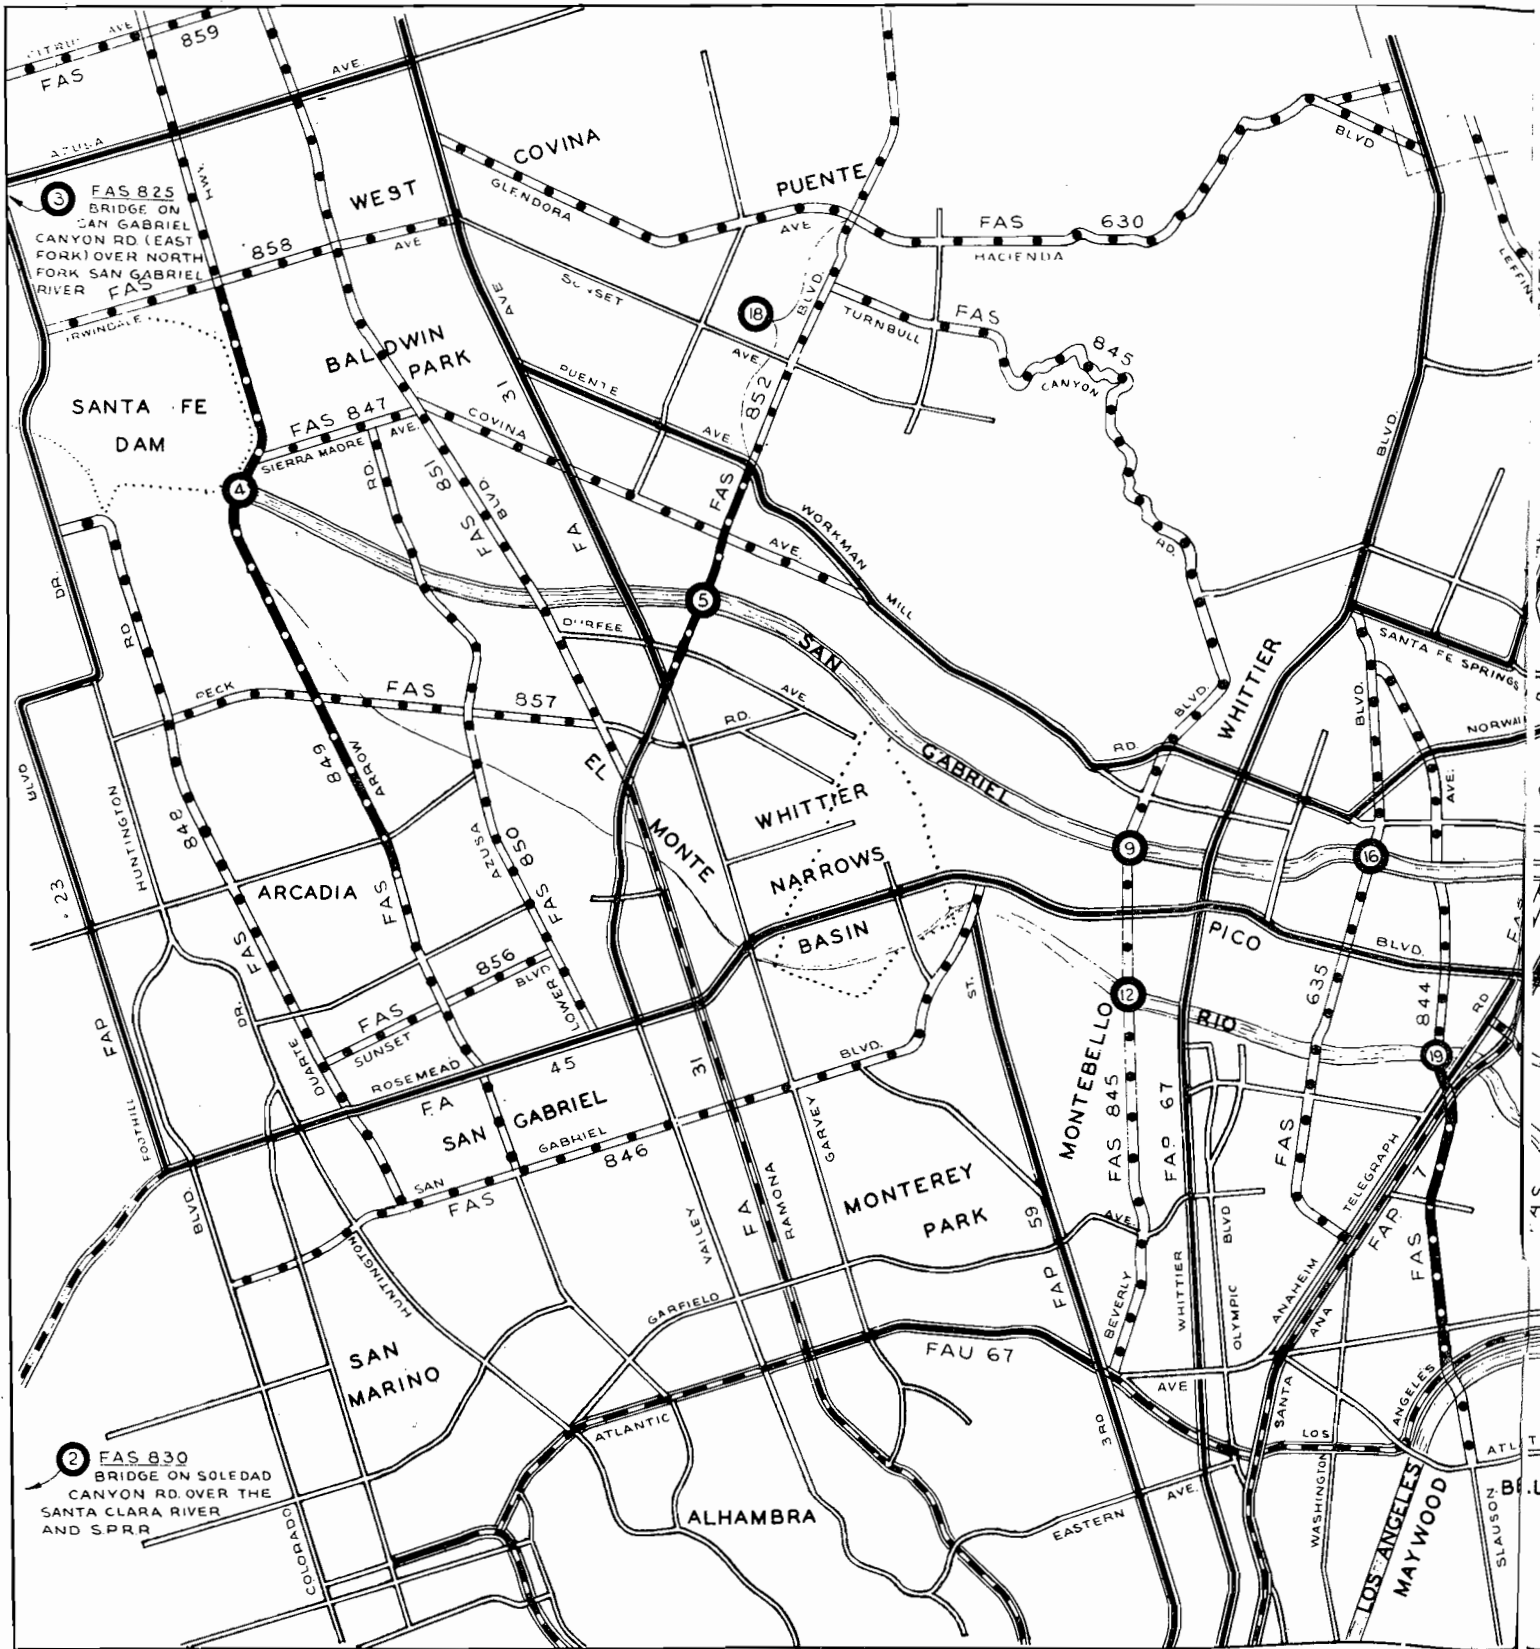 AVE
859
FAS
AVE.
AZUSA
HWY
COVINA
GLENDORA
WEST
PUENTE
AVE
FAS 630
HACIENDA
BLVD
LEFFING
3
FAS 825
BRIDGE ON
SAN GABRIEL
CANYON RD. (EAST
FORK) OVER NORTH
FORK SAN GABRIEL
RIVER
858
AVE
FAS
IRWINDALE
SUNSET
AVE.
18
BLVD.
TURNBULL
FAS
845
CANYON
RD.
AVE
31
FA
BALDWIN
PARK
PUENTE
AVE.
852
FAS
BLVD.
SANTA FE
DAM
FAS 847
SIERRA MADRE
AVE.
COVINA
AVE.
RD.
851
FAS
BLVD.
4
5
WORKMAN
MILL
RD.
DR.
RD.
DURFEE
AVE
SAN
GABRIEL
WHITTIER
BLVD.
SANTA FE SPRINGS
BLVD.
NORWAL
PECK
FAS 857
RD.
849
ARROW
FAS
EL
MONTE
WHITTIER
NARROWS
BASIN
BLVD
HUNTINGTON
848
FAS
DUARTE
AZUSA
850
FAS
LOWER
23
FAP
FOOTHILL
BLVD.
ARCADIA
9
16
AVE.
PICO
BLVD.
FAS
856
BLVD
FAS
SUNSET
DR.
ROSEMEAD
FA
45
31
ST.
12
MONTEBELLO
RIO
635
FAS
844
19
RD
SAN GABRIEL
SAN
GABRIEL
BLVD.
846
FAS
VALLEY
FA
RAMONA
GARVEY
MONTEREY
PARK
59
FAP
FAS 845
FAP 67
TELEGRAPH
FAP
FAS 7
AVE.
BEVERLY
WHITTIER
BLVD
OLYMPIC
ANAHEIM
SANTA
ANA
HUNTINGTON
GARFIELD
SAN
MARINO
FAU 67
AVE
LOS
ANGELES
ATLANTIC
3RD
2
FAS 830
BRIDGE ON SOLEDAD
CANYON RD. OVER THE
SANTA CLARA RIVER
AND S.P.R.R
COLORADO
ALHAMBRA
EASTERN
AVE.
WASHINGTON
LOS ANGELES
MAYWOOD
SLAUSON